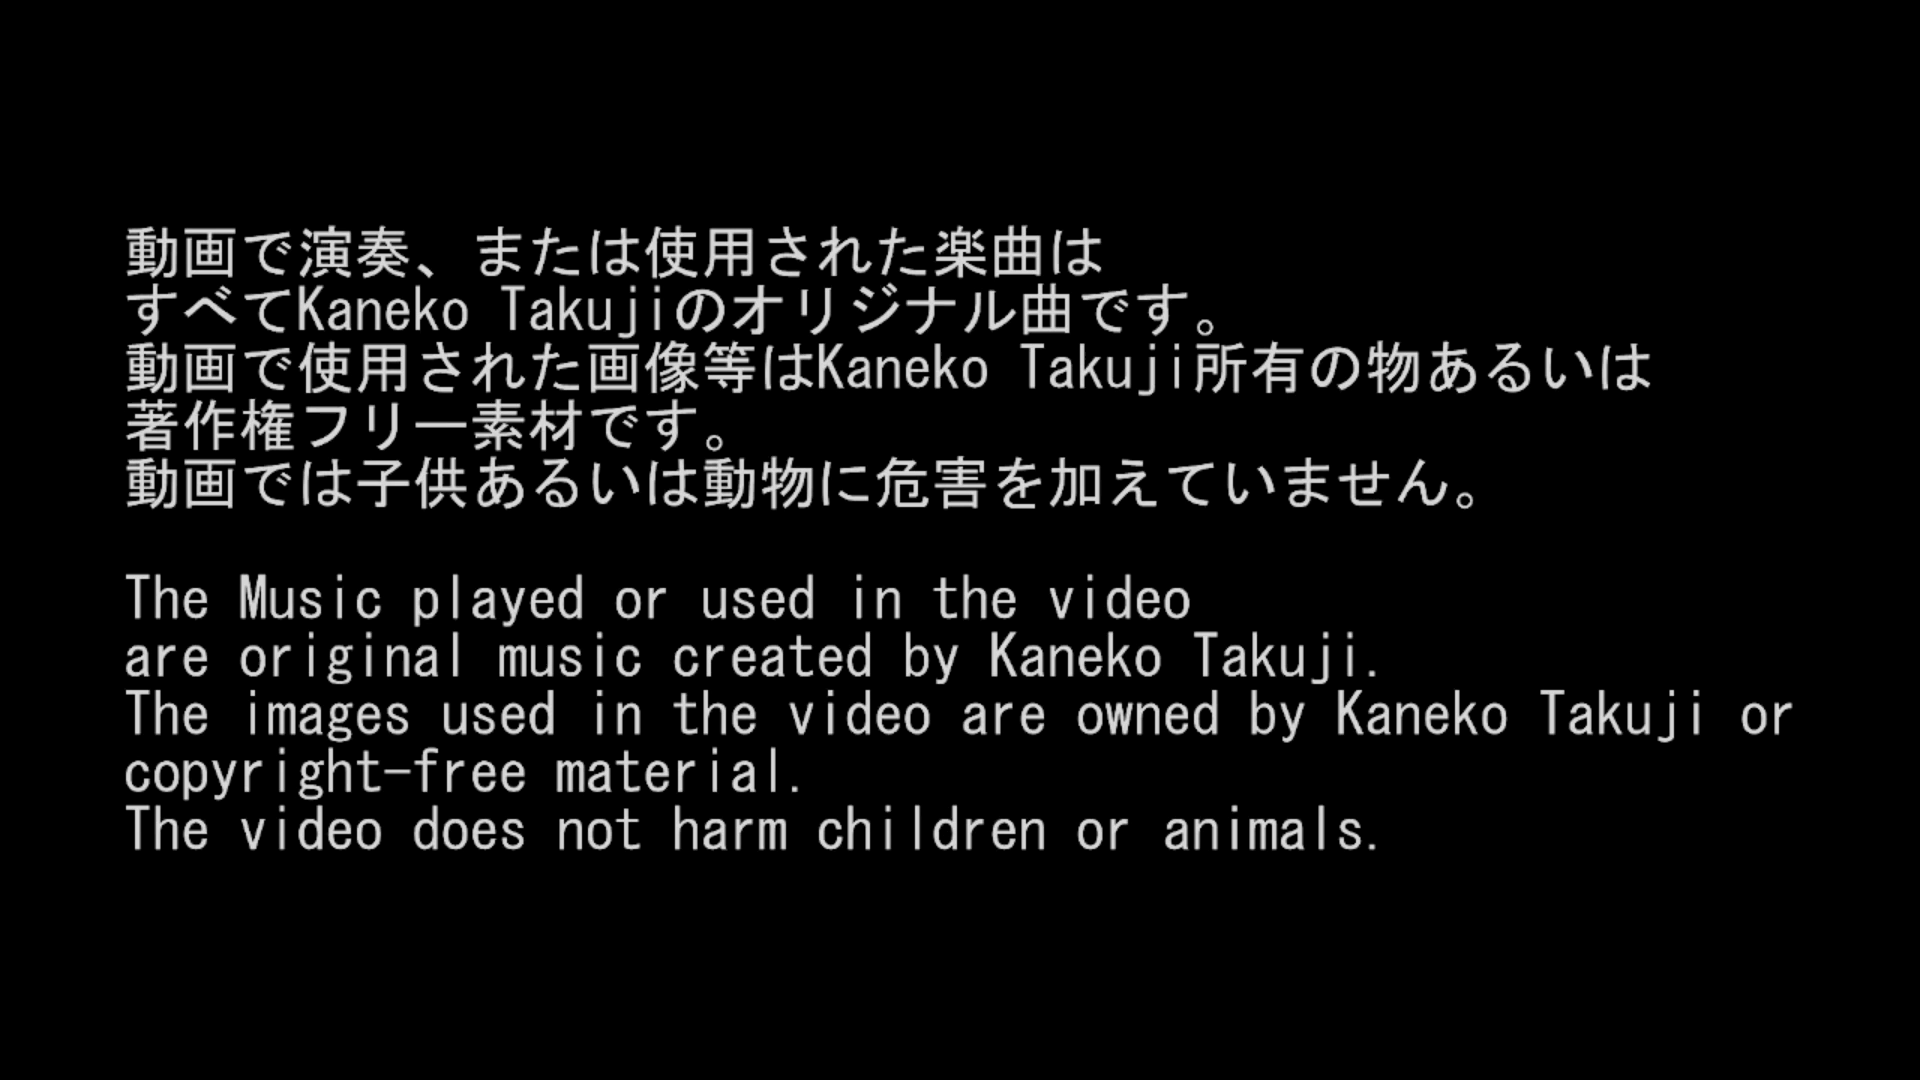 動画で演奏、または使用された楽曲は
すべてKaneko Takujiのオリジナル曲です。
動画で使用された画像等はKaneko Takuji所有の物あるいは
著作権フリー素材です。
動画では子供あるいは動物に危害を加えていません。
The Music played or used in the video
are original music created by Kaneko Takuji.
The images used in the video are owned by Kaneko Takuji or
copyright-free material.
The video does not harm children or animals.